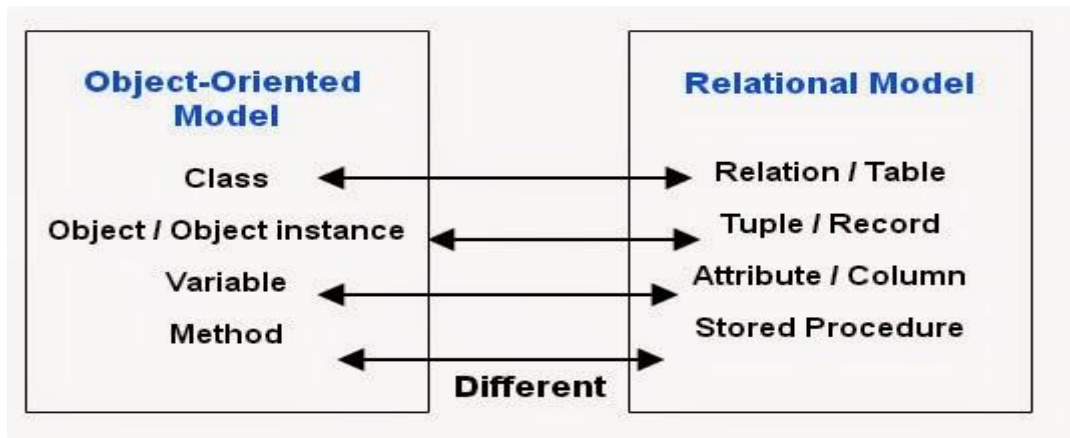 Object-Oriented
Model
Class
Object / Object instance
Variable
Method
Relational Model
Relation / Table
Tuple / Record
Attribute / Column
Stored Procedure
Different